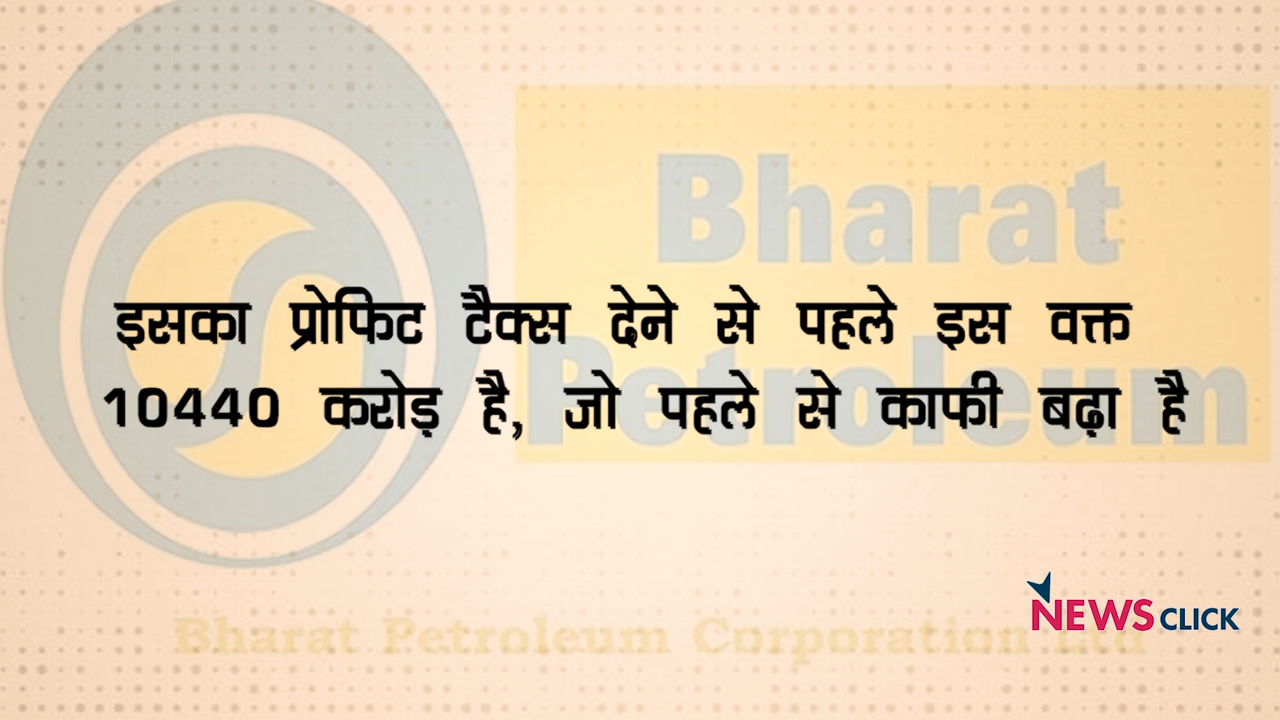 Bharat
Petroleum
इसका प्रोफिट टैक्स देने से पहले इस वक्त
10440 करोड़ है, जो पहले से काफी बढ़ा है
NEWSCLICK
Bharat Petroleum Corporation Ltd